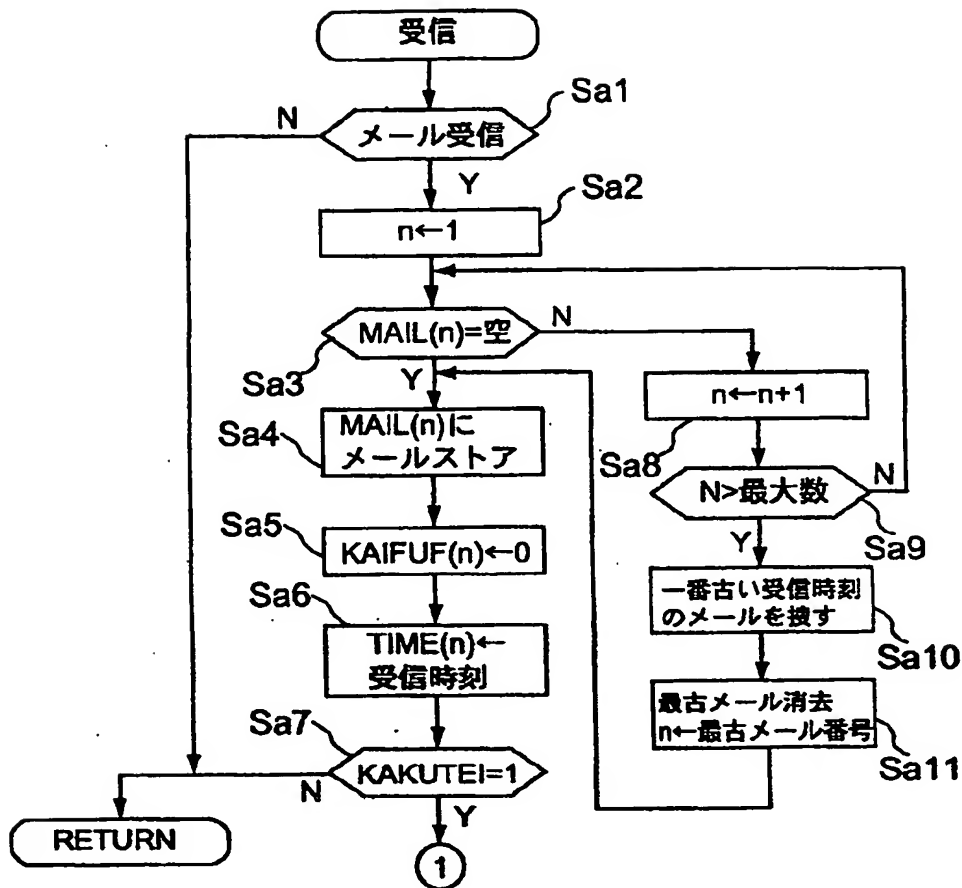 受信
Sa1
N
メール受信
Y
Sa2
n←1
MAIL(n)=空
N
Sa3
Y
n←n+1
MAIL(n)に
メールストア
Sa4
Sa8
N>最大数
N
Sa5
KAIFUF(n)←0
Y
Sa9
Sa6
一番古い受信時刻
のメールを捜す
TIME(n)←
受信時刻
Sa10
最古メール消去
n←最古メール番号
Sa7
KAKUTEI=1
Sa11
N
Y
RETURN
1